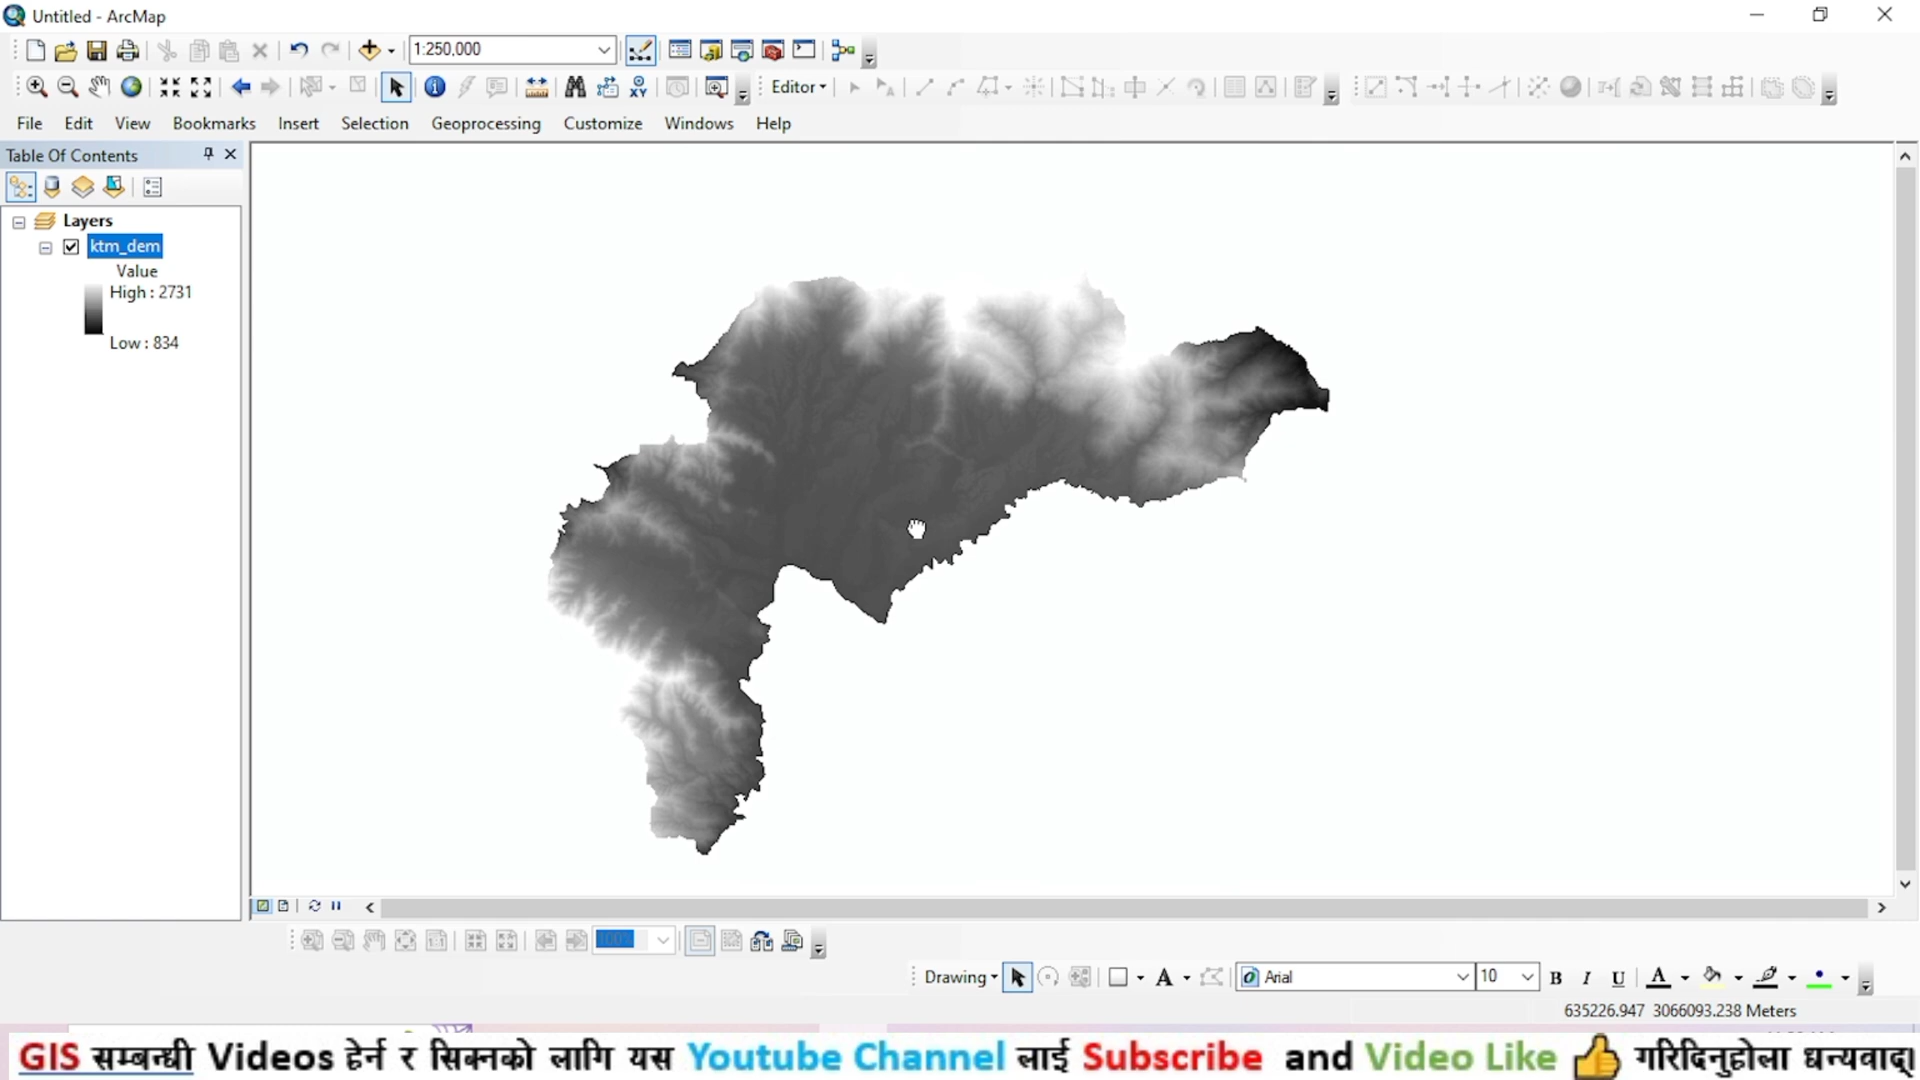 Untitled - ArcMap
1:250,000
Editor
File Edit View Bookmarks Insert Selection Geoprocessing Customize Windows Help
Table Of Contents
Layers
ktm_dem
Value
High : 2731
Low : 834
100%
Drawing A Arial 10 B I U A
635226.947 3066093.238 Meters
GIS सम्बन्धी Videos हेर्न र सिक्नको लागि यस Youtube Channel लाई Subscribe and Video Like गरिदिनुहोला धन्यवाद्।